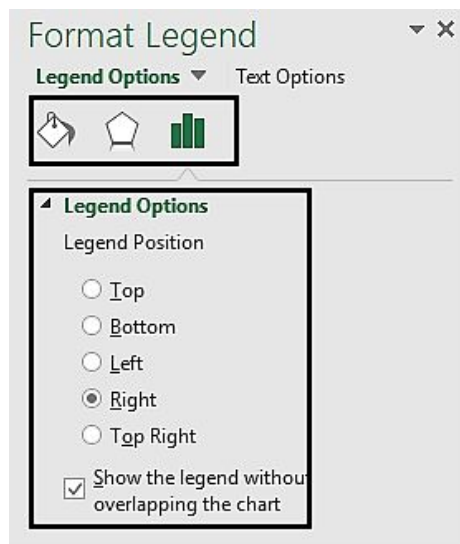 Format Legend
Legend Options Text Options
Legend Options
Legend Position
Top
Bottom
Left
Right
Top Right
Show the legend withou
overlapping the chart